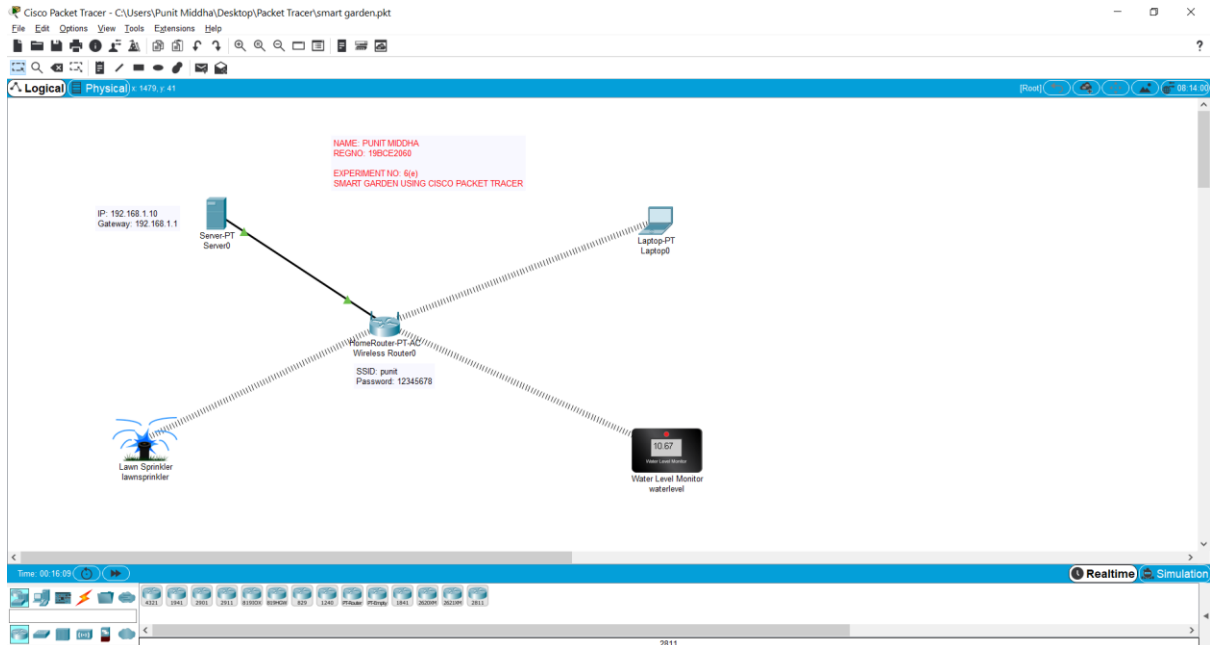 Cisco Packet Tracer - C:\Users\Punit Middha\Desktop\Packet Tracer\smart garden.pkt
File Edit Options View Tools Extensions Help
Logical Physical x: 1479, y: 41 [Root] 08:14:00
NAME: PUNIT MIDDHA
REGNO: 19BCE2060
EXPERIMENT NO: 6(e)
SMART GARDEN USING CISCO PACKET TRACER
IP: 192.168.1.10
Gateway: 192.168.1.1
Server-PT
Server0
Laptop-PT
Laptop0
HomeRouter-PT-AC
Wireless Router0
SSID: punit
Password: 12345678
Lawn Sprinkler
lawnsprinkler
10.67
Water Level Monitor
Water Level Monitor
waterlevel
Time: 00:16:09 Realtime Simulation
4321 1941 2901 2911 819IOX 819HGW 829 1240 PT-Router PT-Empty 1841 2620XM 2621XM 2811
2811